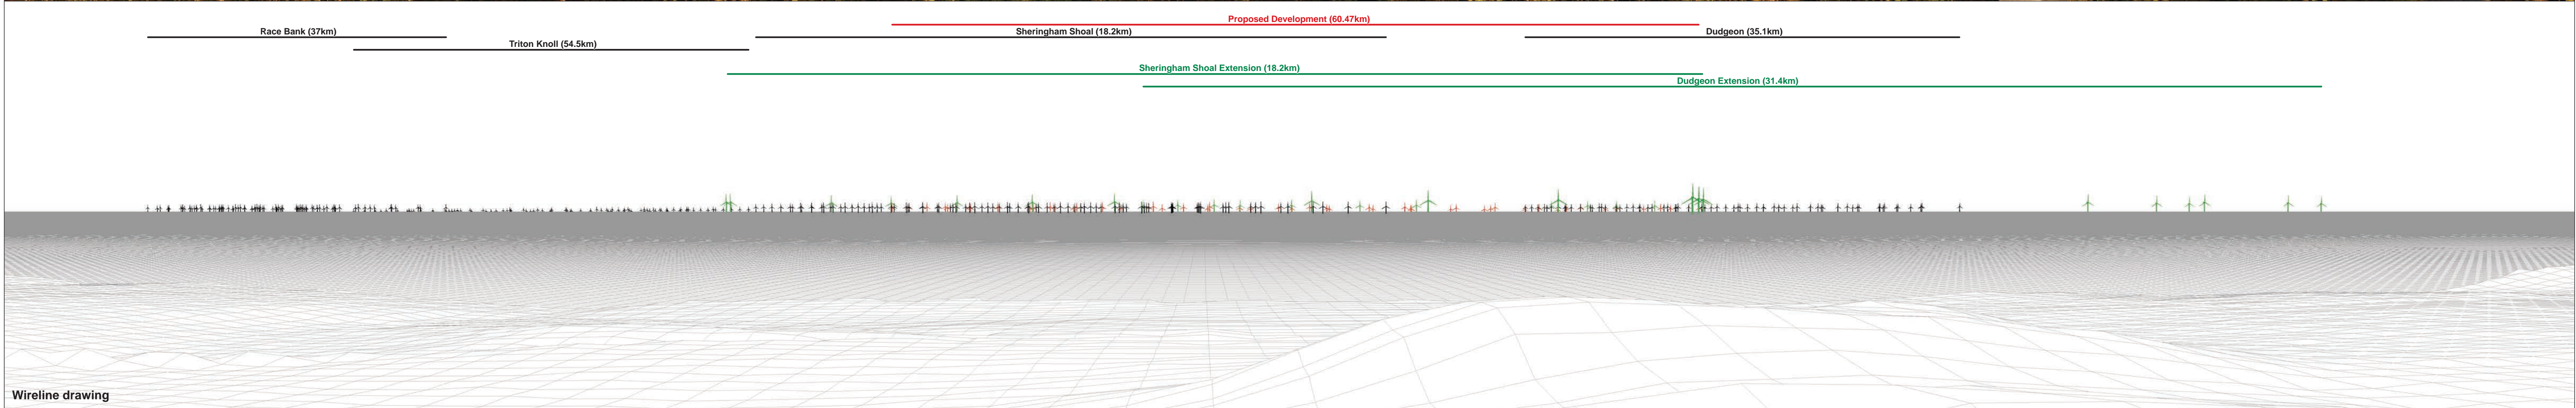 Proposed Development (60.47km)
Race Bank (37km)
Sheringham Shoal (18.2km)
Dudgeon (35.1km)
Triton Knoll (54.5km)
Sheringham Shoal Extension (18.2km)
Dudgeon Extension (31.4km)
Wireline drawing